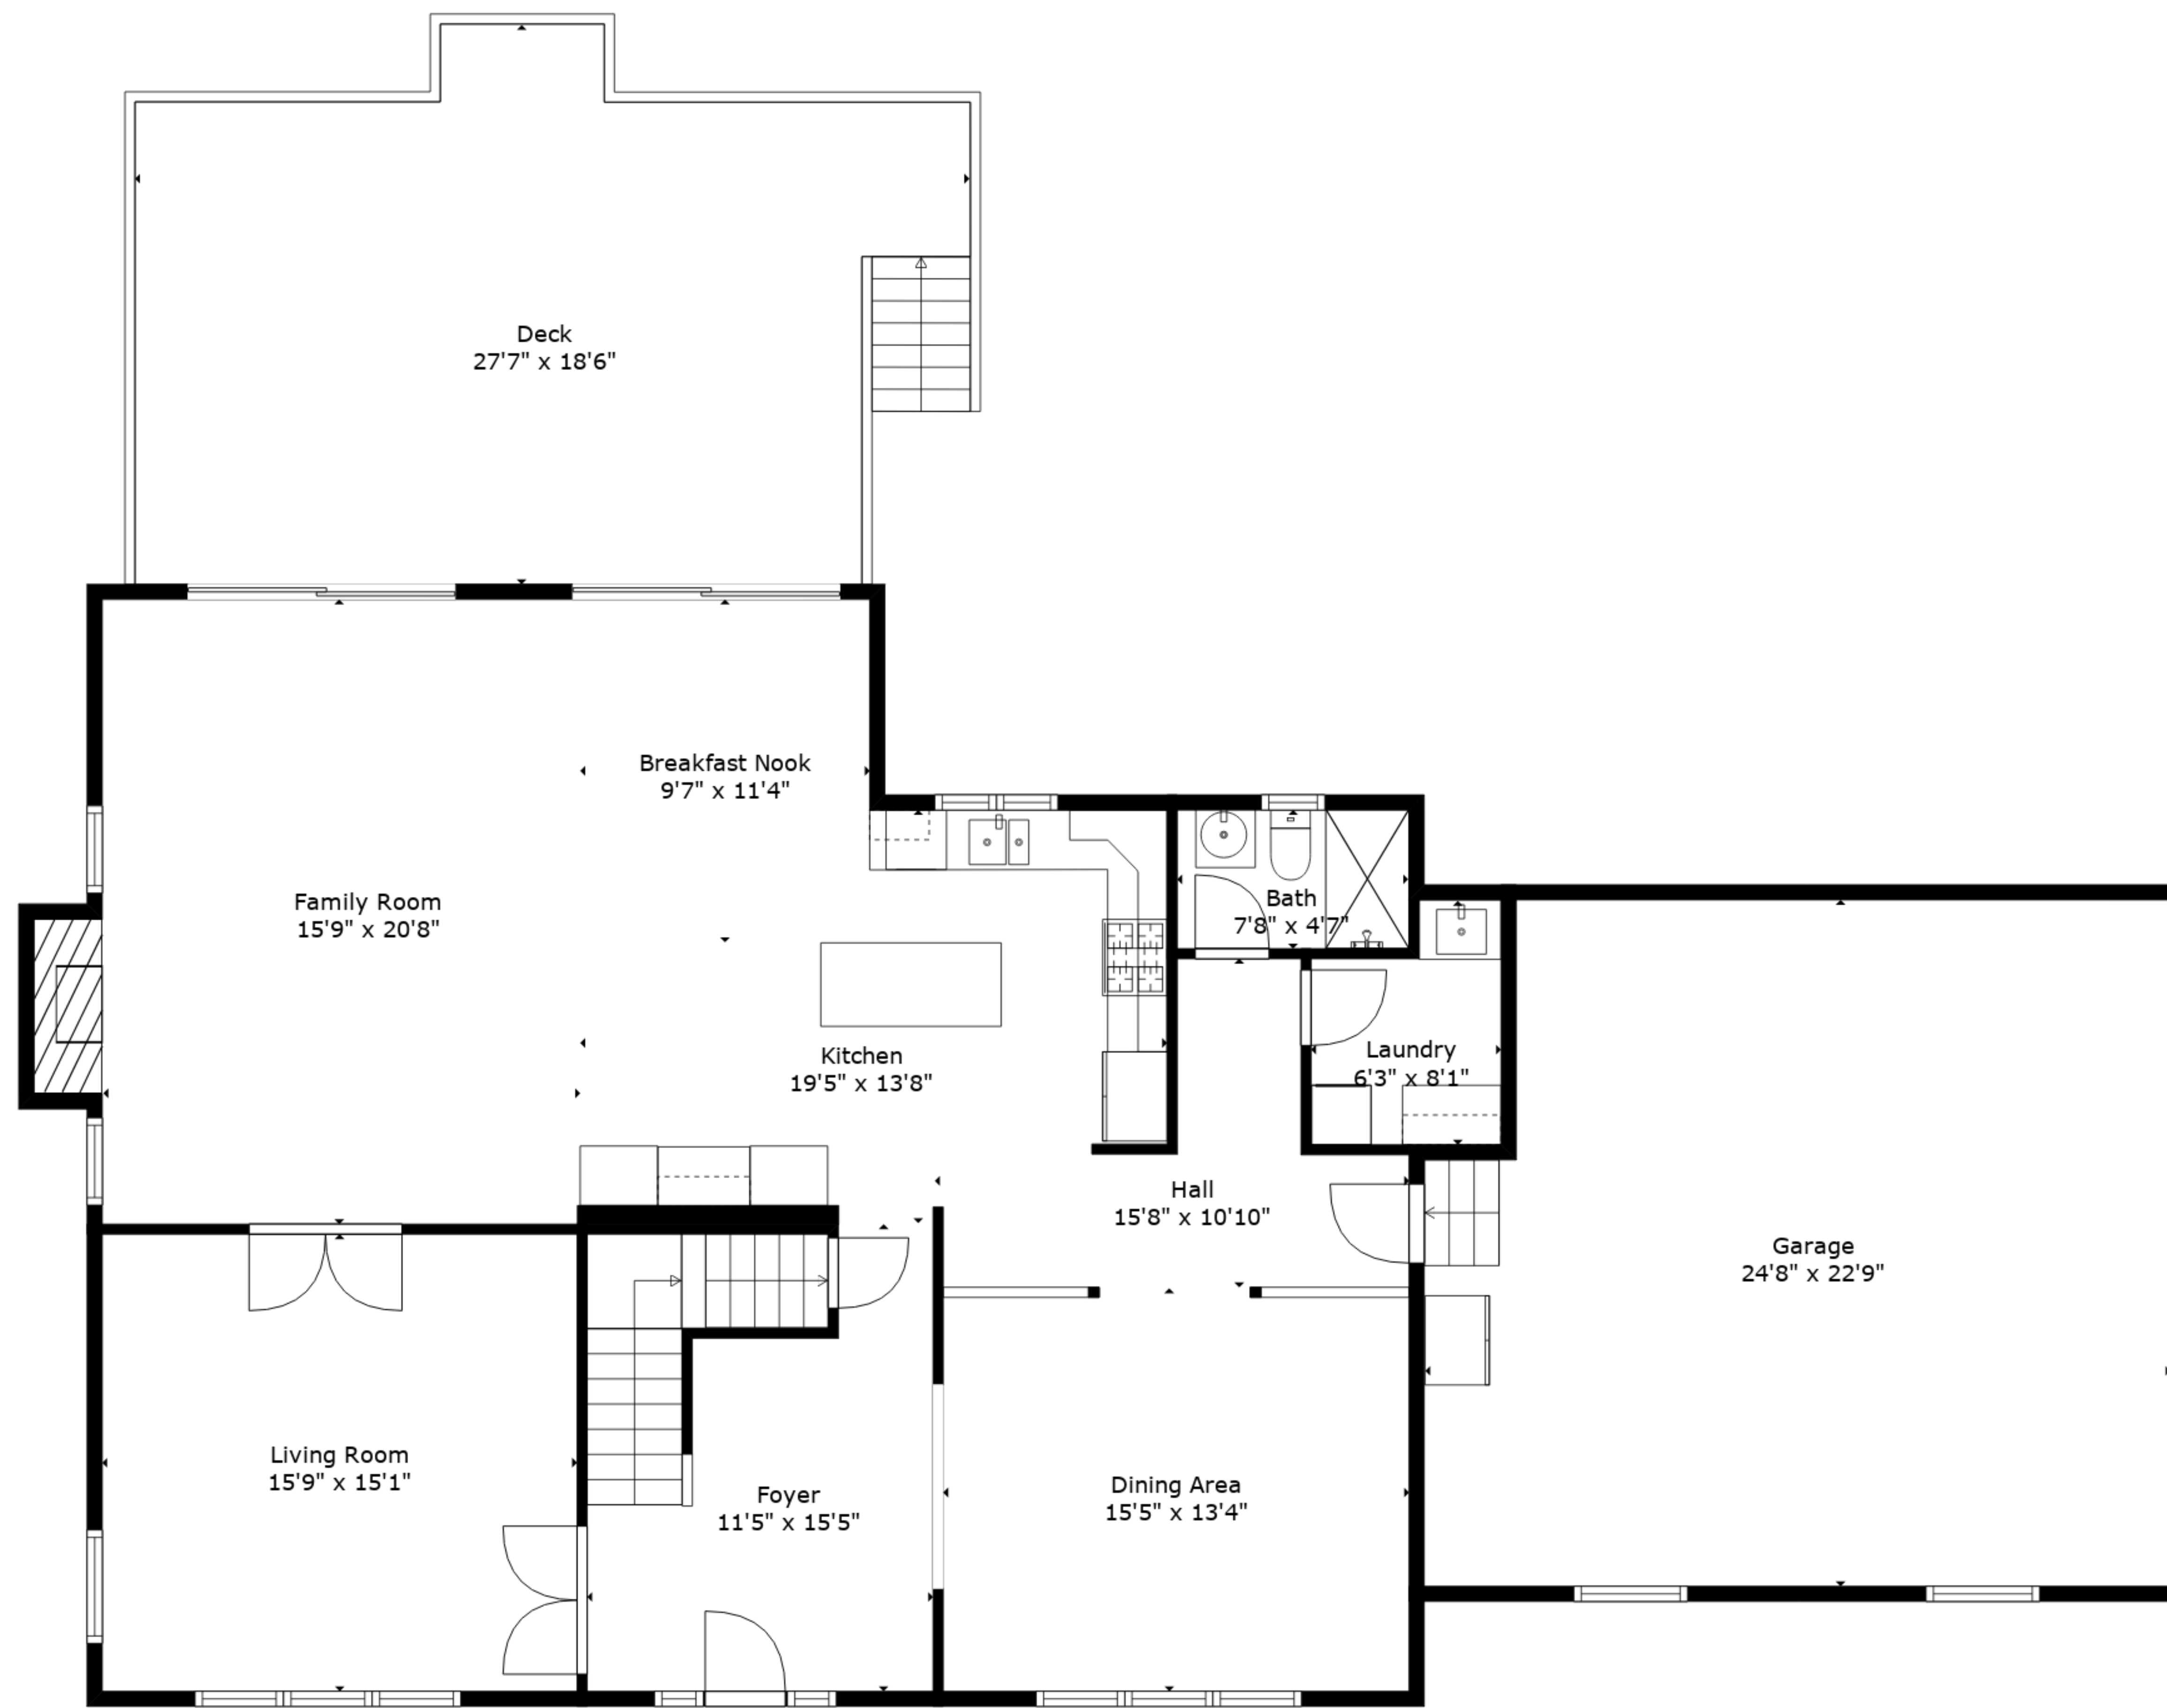 Deck
27'7" x 18'6"
Breakfast Nook
9'7" x 11'4"
Family Room
15'9" x 20'8"
Bath
7'8" x 4'7"
Kitchen
19'5" x 13'8"
Laundry
6'3" x 8'1"
Hall
15'8" x 10'10"
Garage
24'8" x 22'9"
Living Room
15'9" x 15'1"
Foyer
11'5" x 15'5"
Dining Area
15'5" x 13'4"